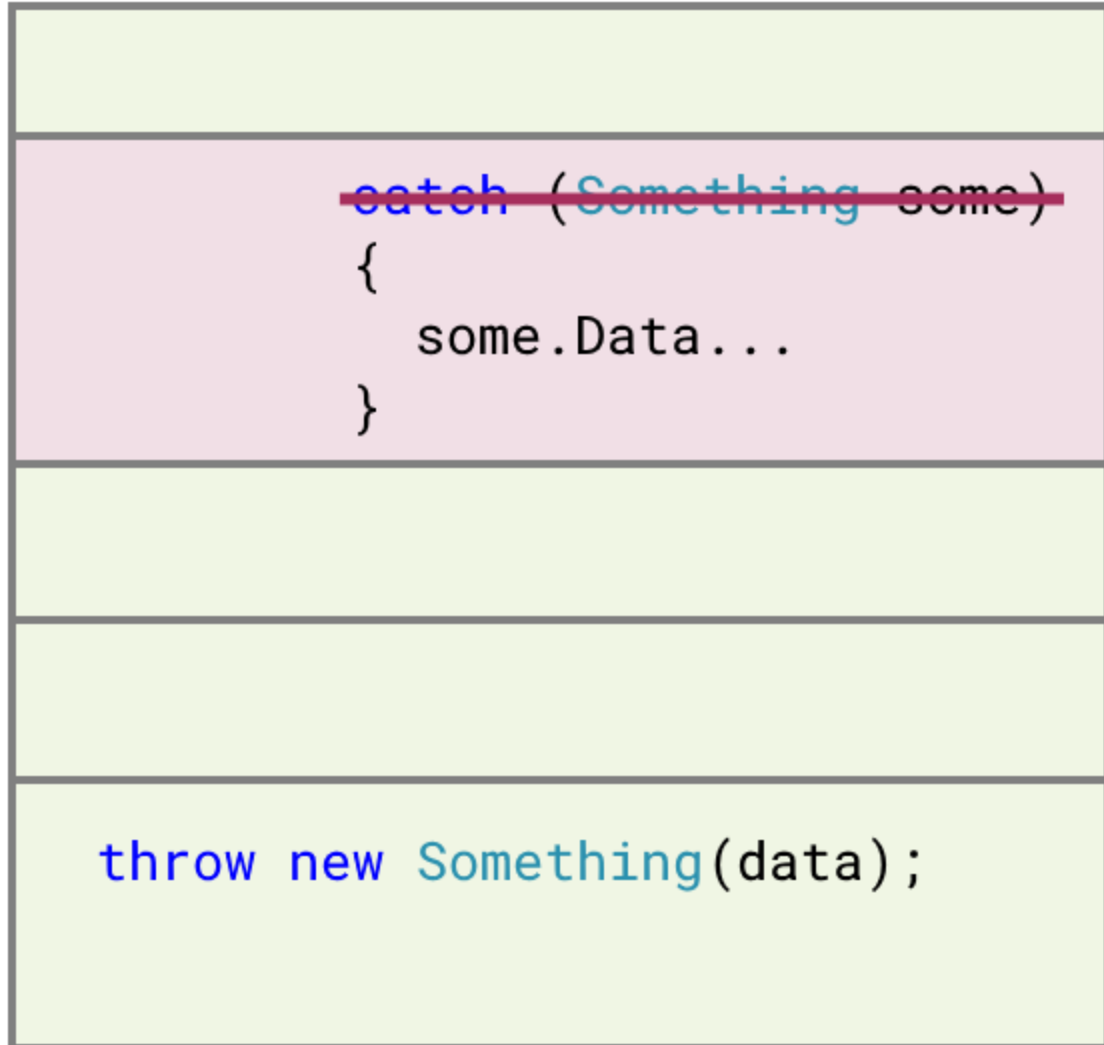 catch (Something some)
{
some.Data...
}
throw new Something(data);